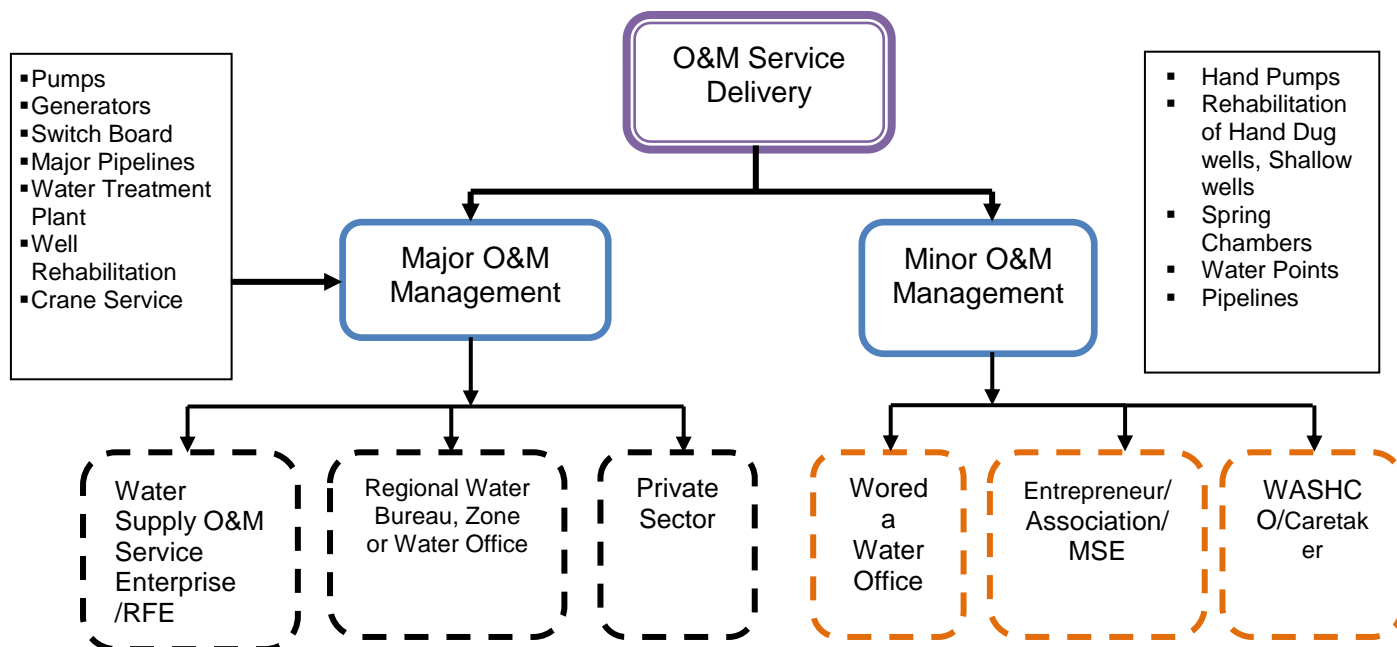 O&M Service
Delivery
▪Pumps
▪Generators
▪Switch Board
▪Major Pipelines
▪Water Treatment
Plant
▪Well
Rehabilitation
▪Crane Service
▪ Hand Pumps
▪ Rehabilitation
of Hand Dug
wells, Shallow
wells
▪ Spring
Chambers
▪ Water Points
▪ Pipelines
Major O&M
Management
Minor O&M
Management
Water
Supply O&M
Service
Enterprise
/RFE
Regional Water
Bureau, Zone
or Water Office
Private
Sector
Wored
a
Water
Office
Entrepreneur/
Association/
MSE
WASHC
O/Caretak
er